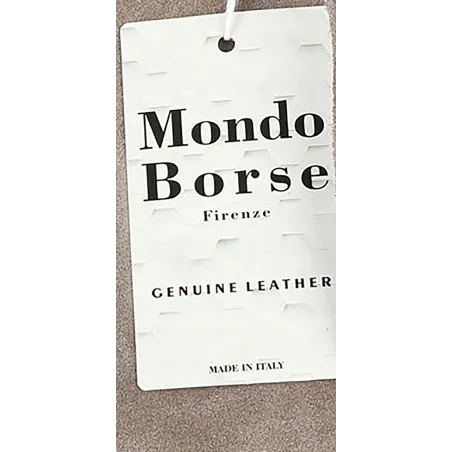 Mondo
Borse
Firenze
GENUINE LEATHER
MADE IN ITALY